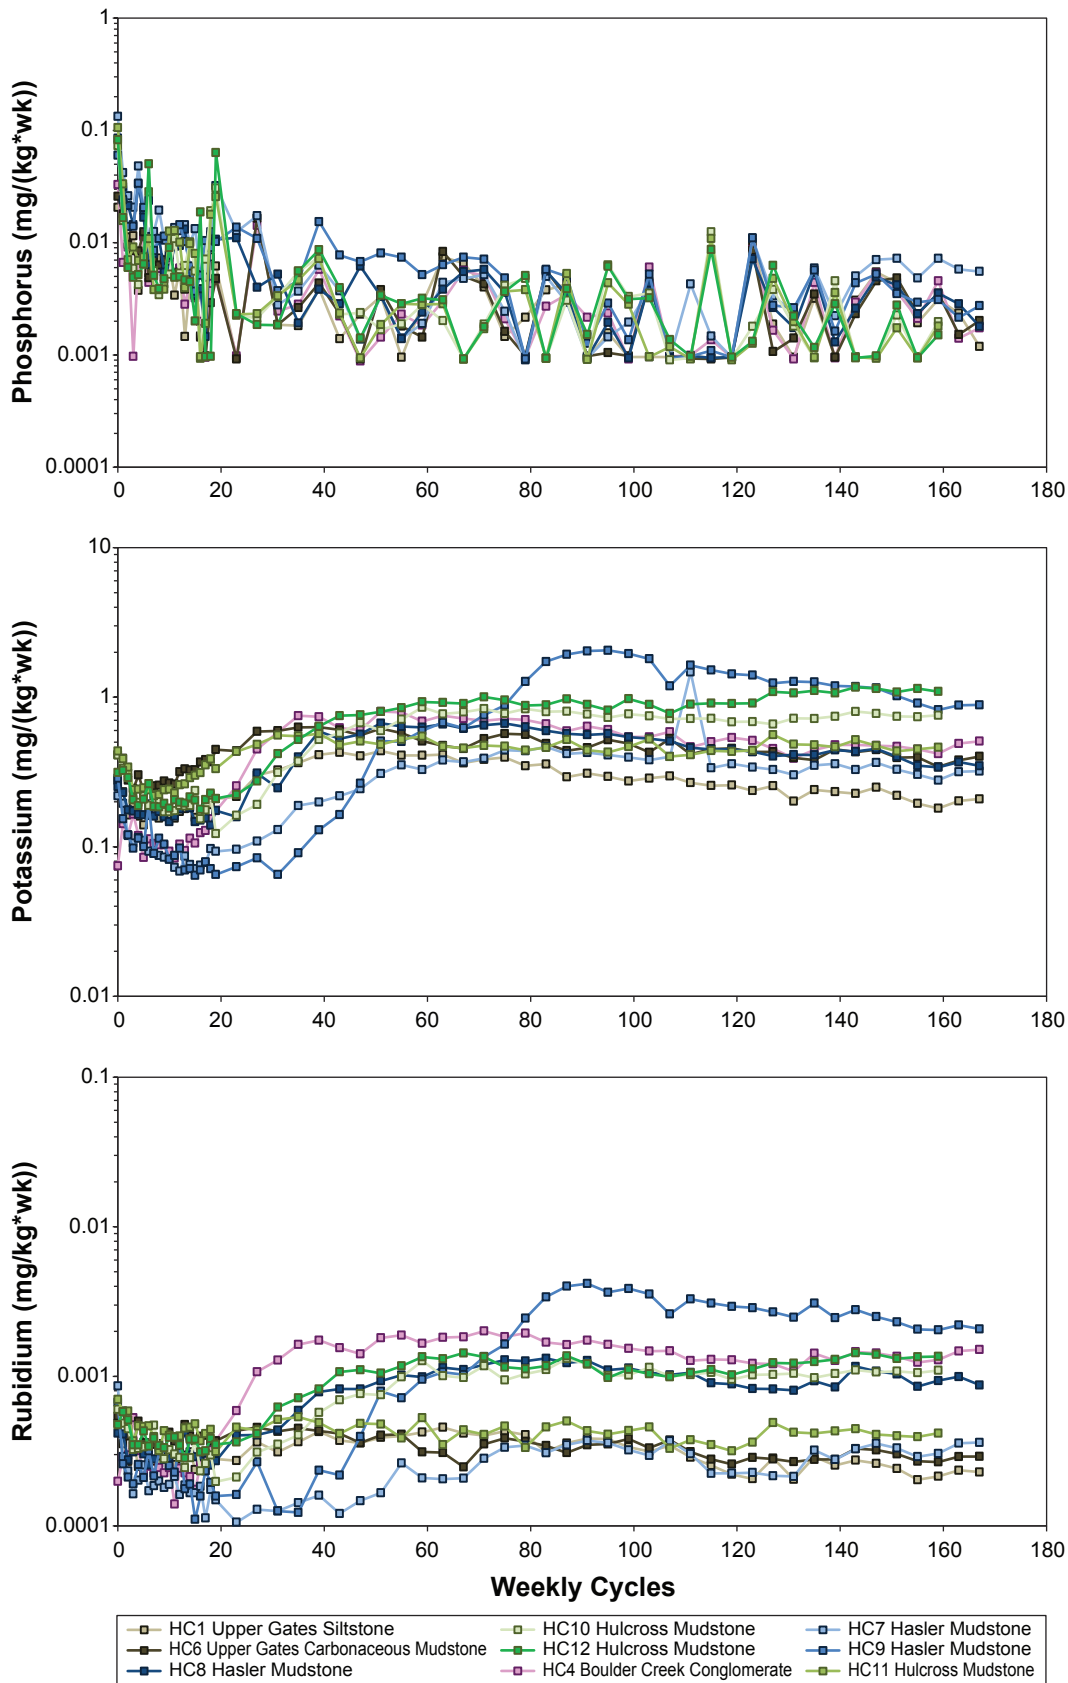 Phosphorus (mg/(kg*wk))
1
0.1
0.01
0.001
0.0001
0 20 40 60 80 100 120 140 160 180
Potassium (mg/(kg*wk))
10
1
0.1
0.01
0 20 40 60 80 100 120 140 160 180
Rubidium (mg/kg*wk))
0.1
0.01
0.001
0.0001
0 20 40 60 80 100 120 140 160 180
Weekly Cycles
HC1 Upper Gates Siltstone HC10 Hulcross Mudstone HC7 Hasler Mudstone
HC6 Upper Gates Carbonaceous Mudstone HC12 Hulcross Mudstone HC9 Hasler Mudstone
HC8 Hasler Mudstone HC4 Boulder Creek Conglomerate HC11 Hulcross Mudstone